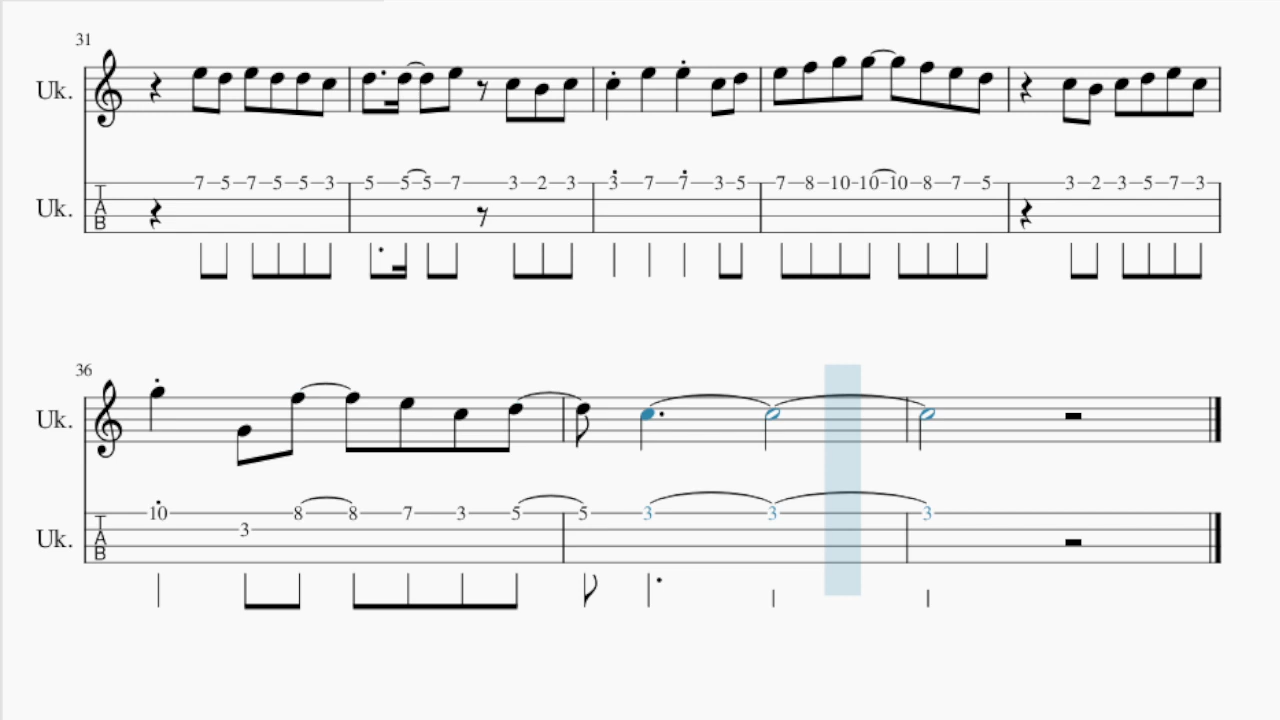 31
Uk.
7 5 7 5 5 3 5 5 5 7 3 2 3 3 7 7 3 5 7 8 10 10 10 8 7 5 3 2 3 5 7 3
Uk. T A B
36
Uk.
10 3 8 8 7 3 5 5 3 3 3
Uk. T A B